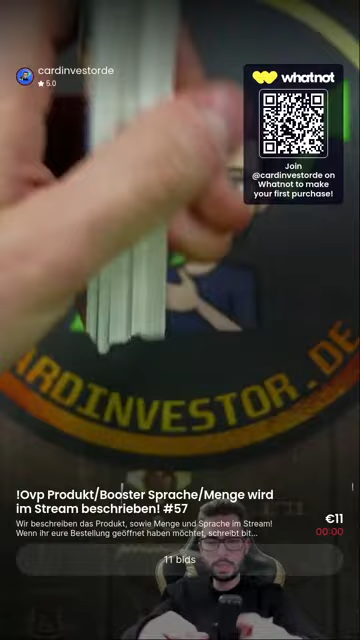 cardinvestorde
★ 5.0
whatnot
Join
@cardinvestorde on
Whatnot to make
your first purchase!
CARDINVESTOR.DE
!Ovp Produkt/Booster Sprache/Menge wird
im Stream beschrieben! #57
€11
Wir beschreiben das Produkt, sowie Menge und Sprache im Stream!
00:00
Wenn ihr eure Bestellung geöffnet haben möchtet, schreibt bit...
11 bids